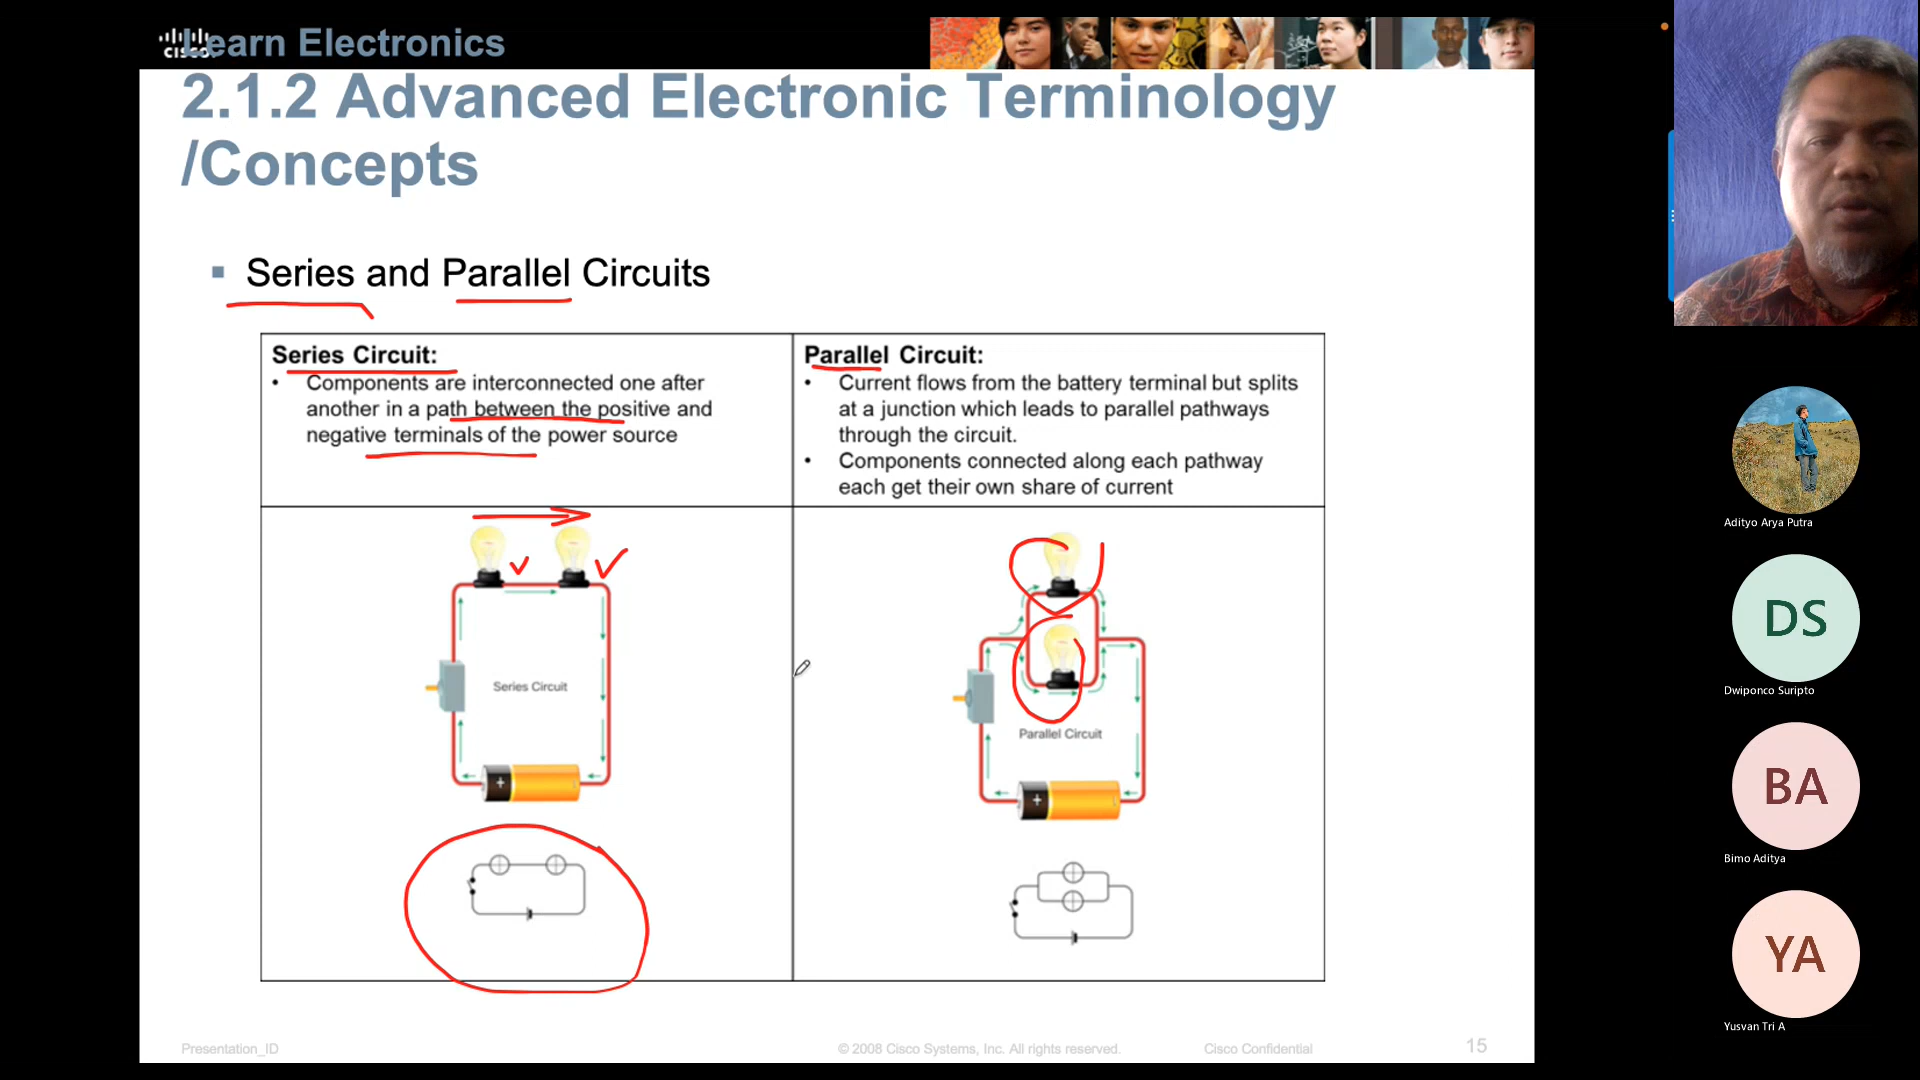 CISCO
Learn Electronics
2.1.2 Advanced Electronic Terminology
/Concepts
Series and Parallel Circuits
Series Circuit:
• Components are interconnected one after
another in a path between the positive and
negative terminals of the power source
Parallel Circuit:
• Current flows from the battery terminal but splits
at a junction which leads to parallel pathways
through the circuit.
• Components connected along each pathway
each get their own share of current
Series Circuit
+
Parallel Circuit
+
Presentation_ID
© 2008 Cisco Systems, Inc. All rights reserved.
Cisco Confidential
15
Adityo Arya Putra
DS
Dwiponco Suripto
BA
Bimo Aditya
YA
Yusvan Tri A